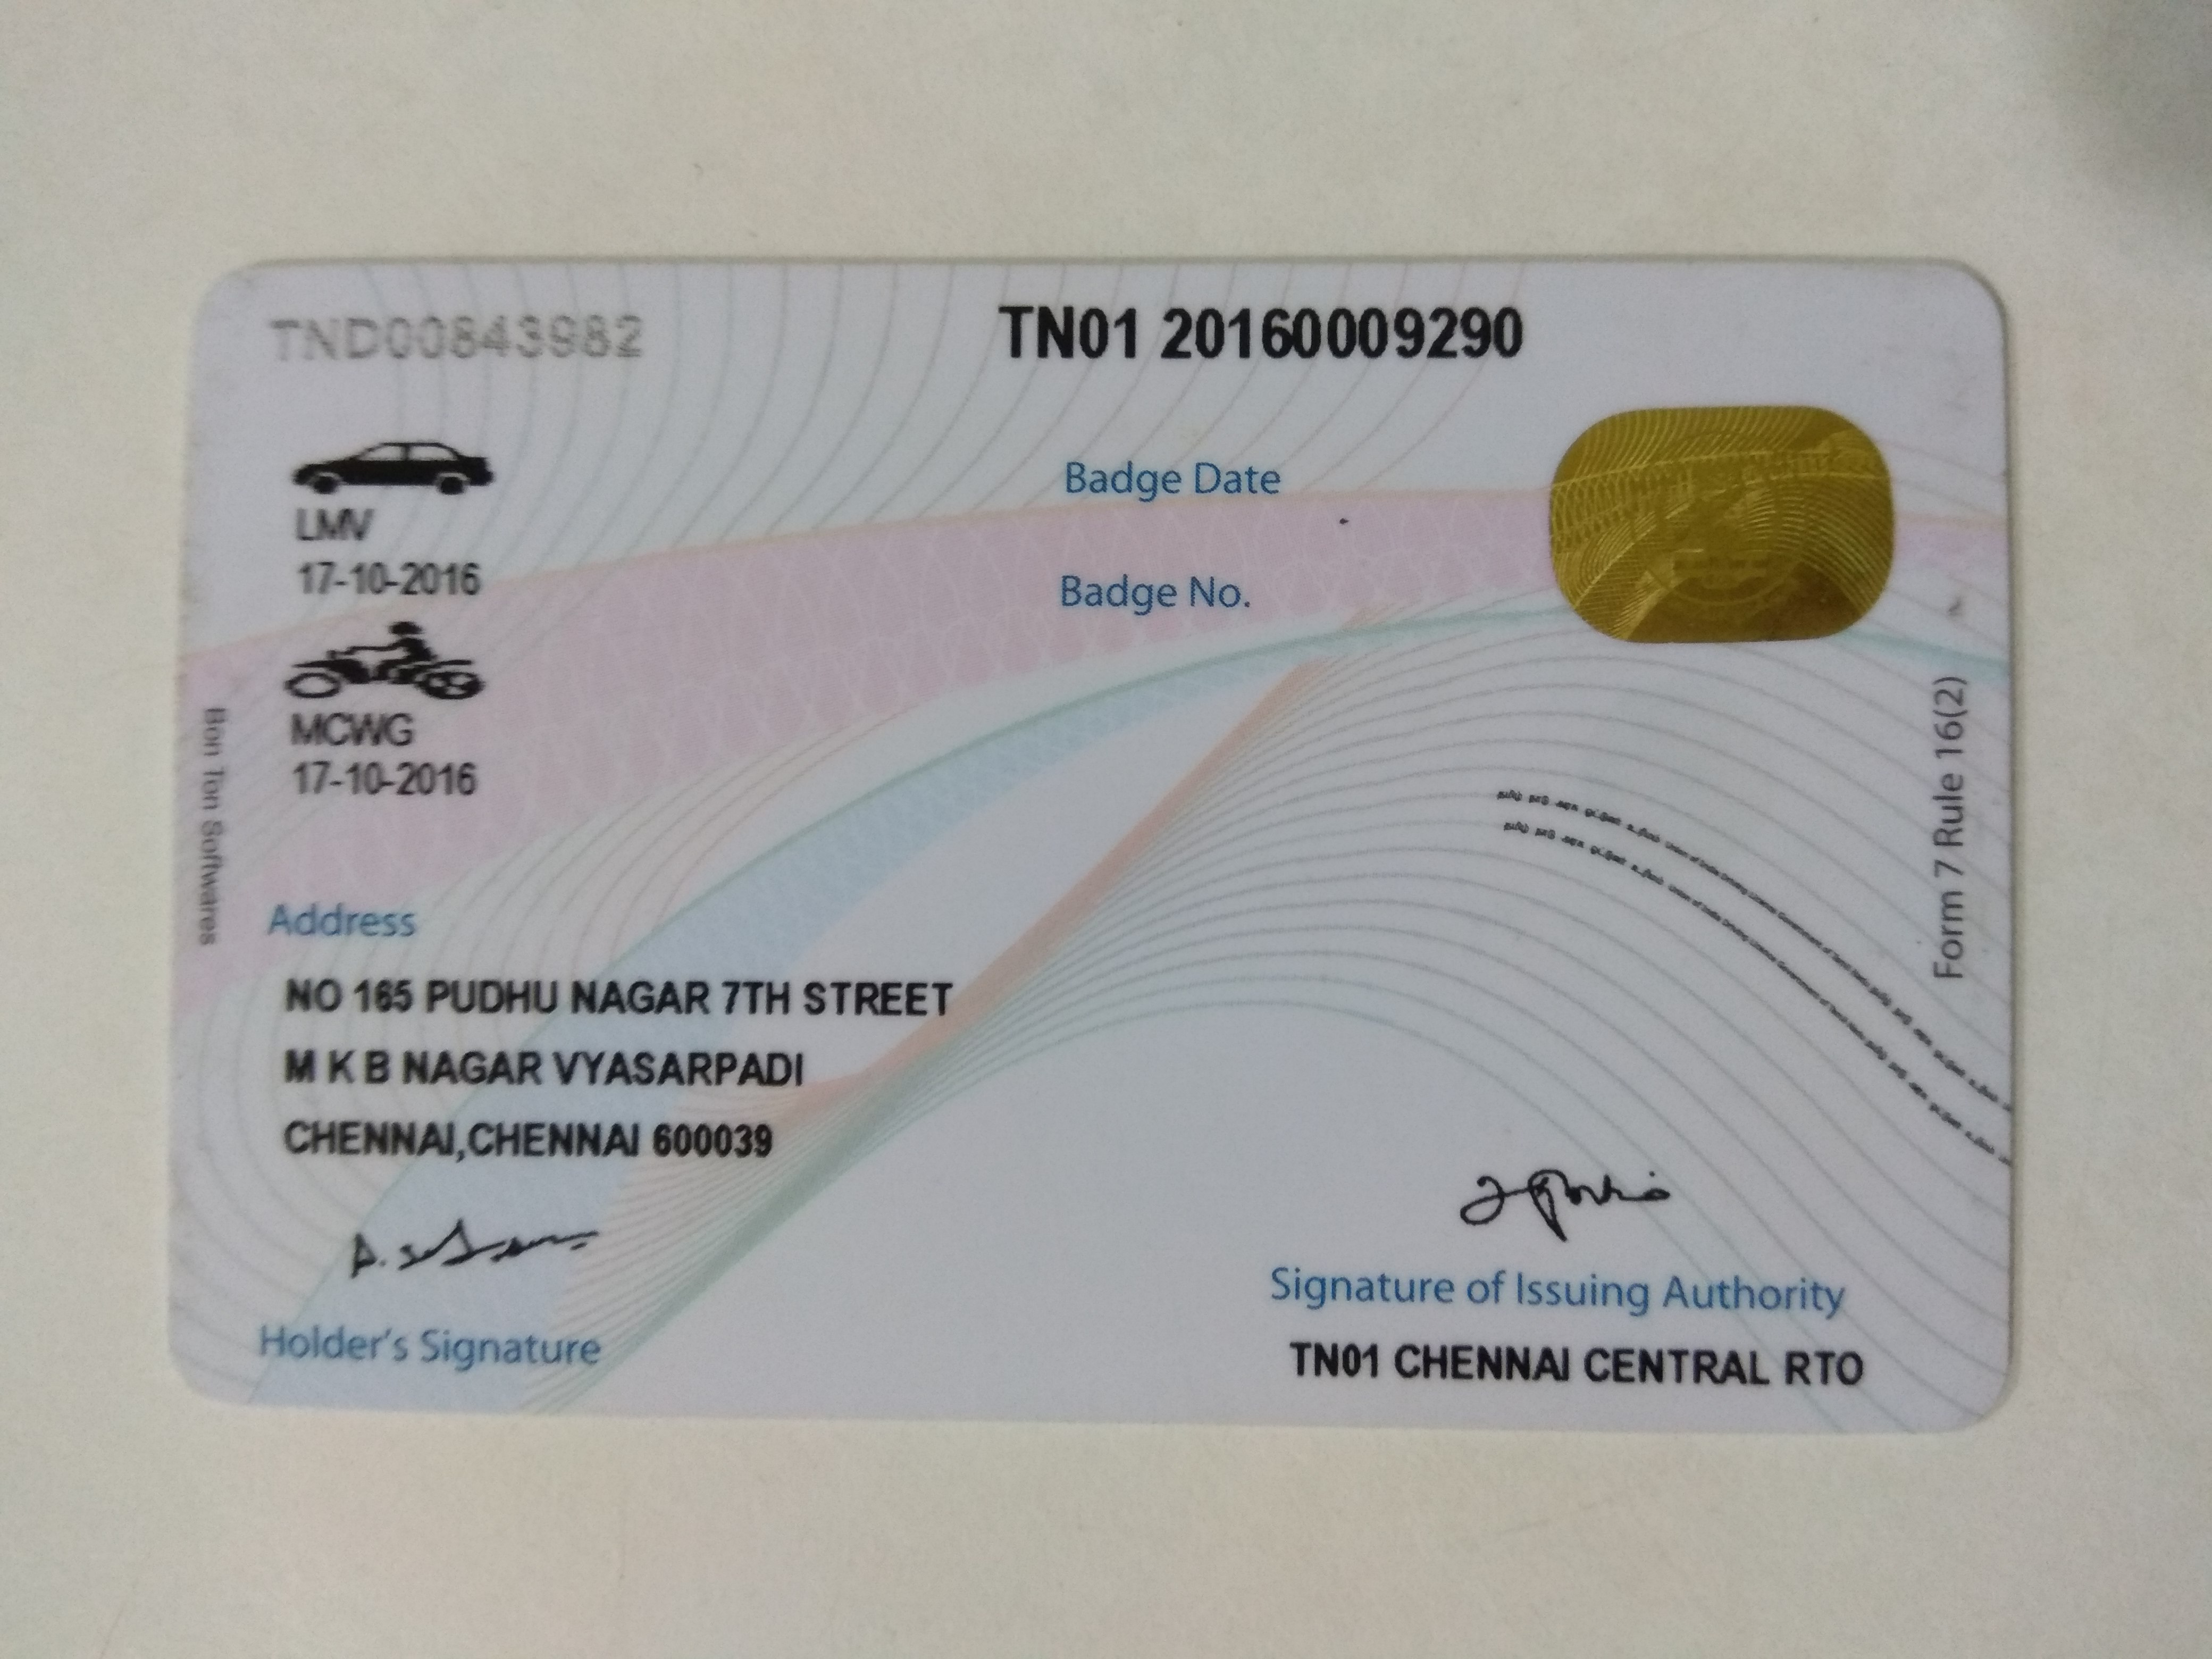 TND00843982
TN01 20160009290
LMV
17-10-2016
Badge Date
Badge No.
MCWG
17-10-2016
Bon Ton Softwares
Form 7 Rule 16(2)
Address
NO 165 PUDHU NAGAR 7TH STREET
M K B NAGAR VYASARPADI
CHENNAI,CHENNAI 600039
Holder's Signature
Signature of Issuing Authority
TN01 CHENNAI CENTRAL RTO